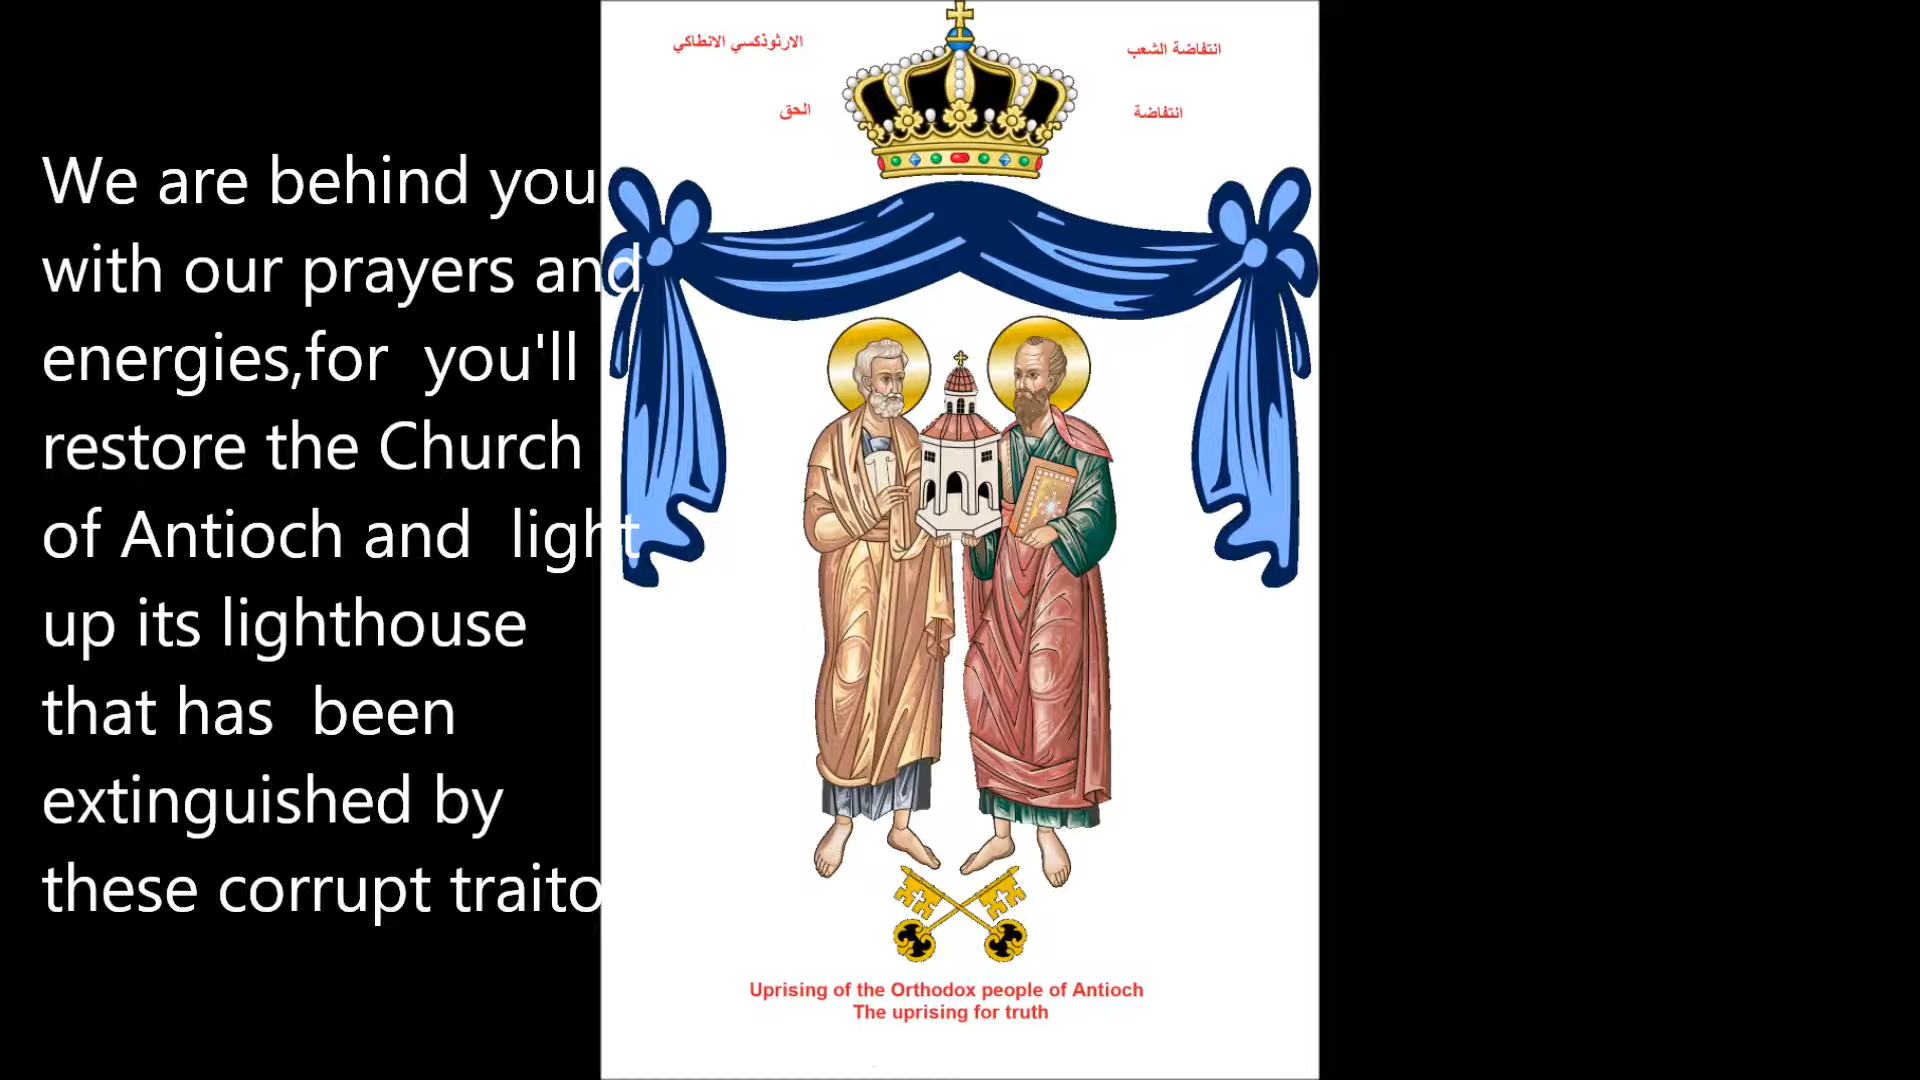 We are behind you
with our prayers and
energies,for  you'll
restore the Church
of Antioch and  light
up its lighthouse
that has  been
extinguished by
these corrupt traito
انتفاضة الشعب
الارثوذكسي الانطاكي
انتفاضة
الحق
Uprising of the Orthodox people of Antioch
The uprising for truth